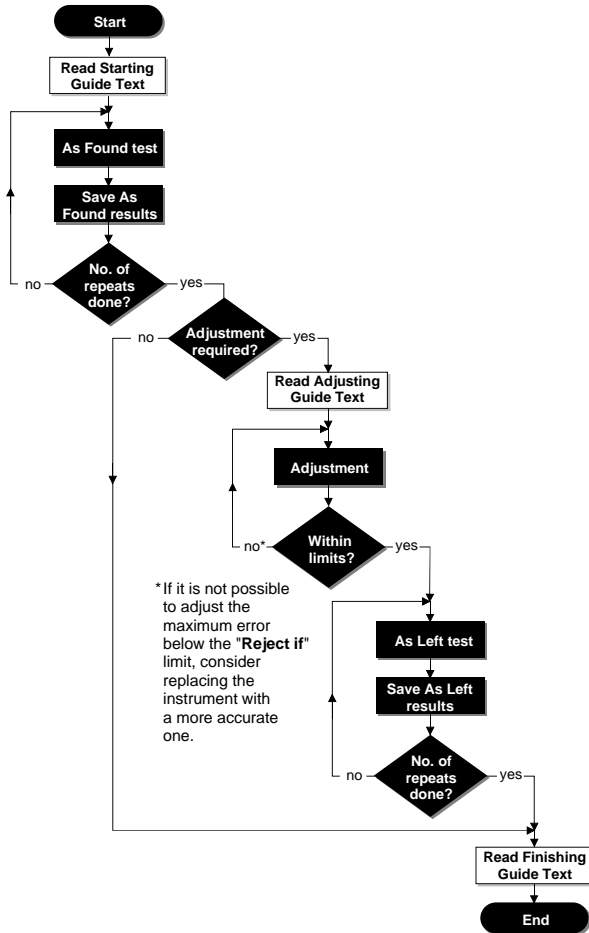 Start
Read Starting
Guide Text
As Found test
Save As
Found results
No. of
repeats
done?
no
yes
Adjustment
required?
no
yes
Read Adjusting
Guide Text
Adjustment
Within
limits?
no*
yes
*If it is not possible
to adjust the
maximum error
below the "Reject if"
limit, consider
replacing the
instrument with
a more accurate
one.
As Left test
Save As Left
results
No. of
repeats
done?
no
yes
Read Finishing
Guide Text
End